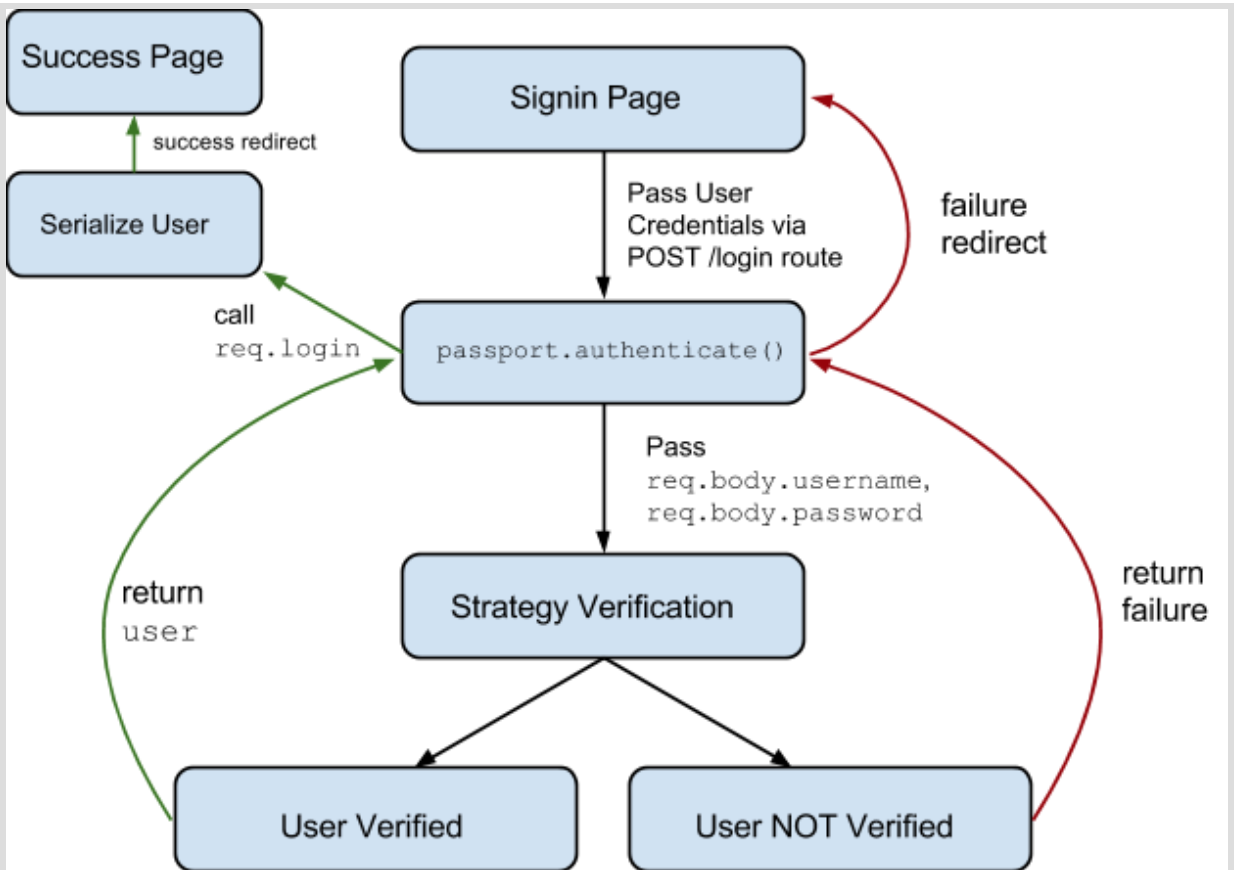 Success Page
Signin Page
success redirect
Pass User
Credentials via
POST /login route
failure
redirect
Serialize User
call
req.login
passport.authenticate()
Pass
req.body.username,
req.body.password
return
user
Strategy Verification
return
failure
User Verified
User NOT Verified